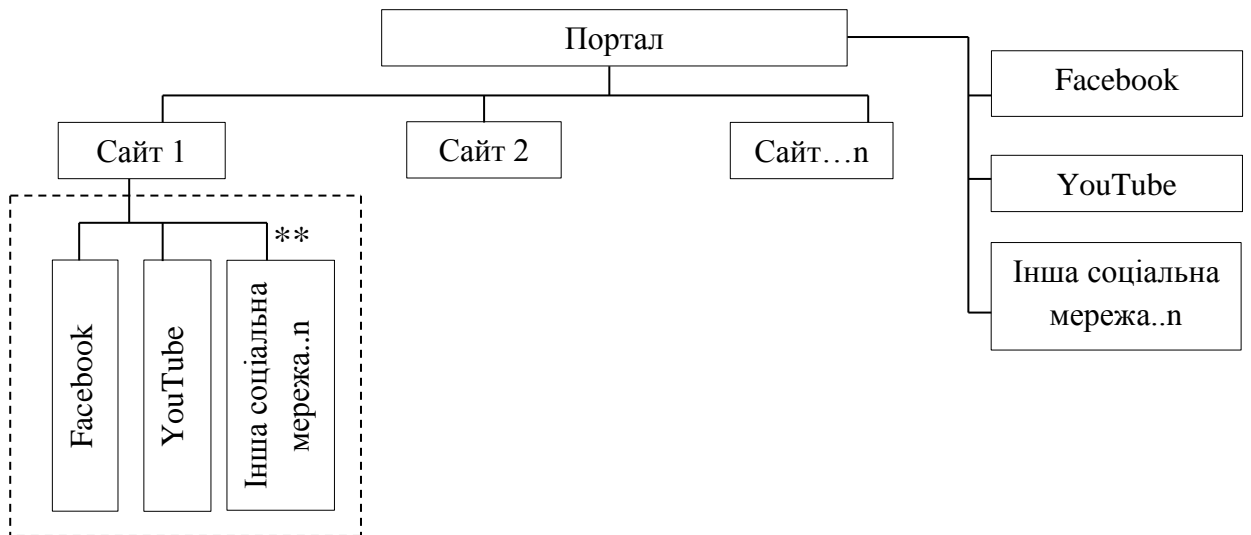 Портал
Facebook
YouTube
Інша соціальна
мережа..n
Сайт 1
Сайт 2
Сайт…n
**
Facebook
YouTube
Інша соціальна
мережа..n